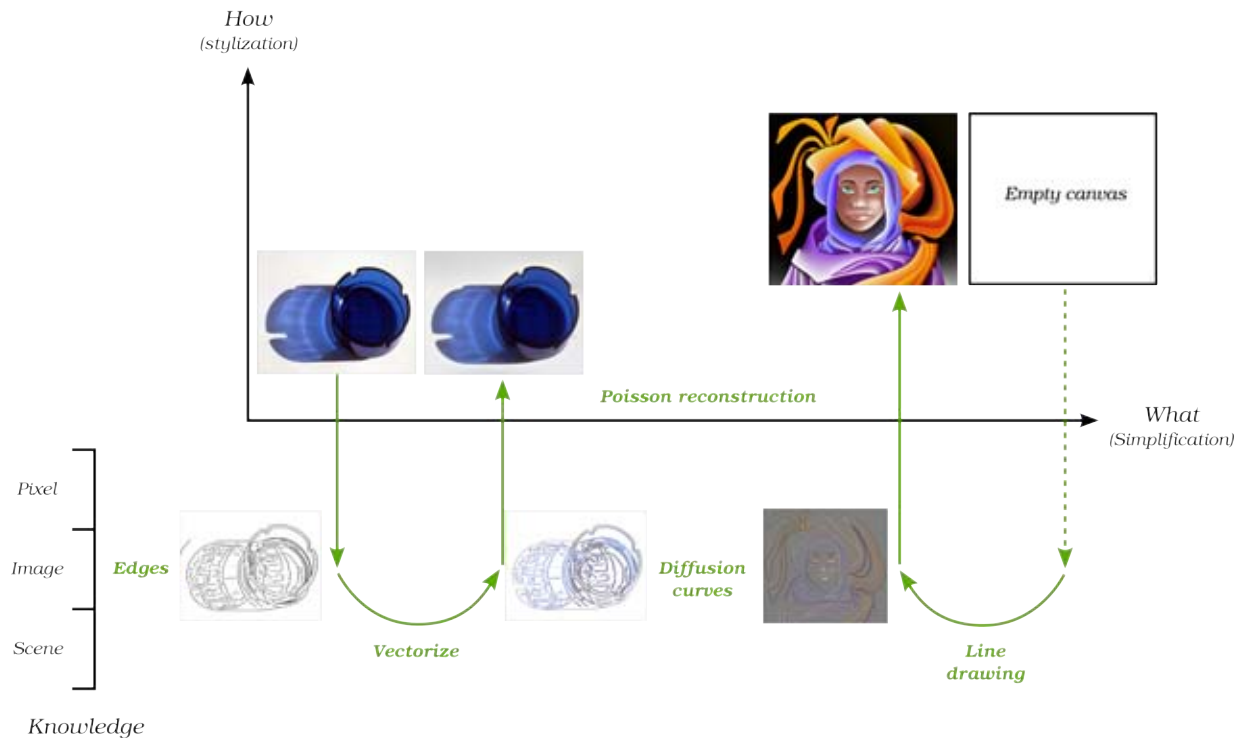 How
(stylization)
Empty canvas
Poisson reconstruction
What
(Simplification)
Pixel
Image
Scene
Knowledge
Edges
Vectorize
Diffusion
curves
Line
drawing